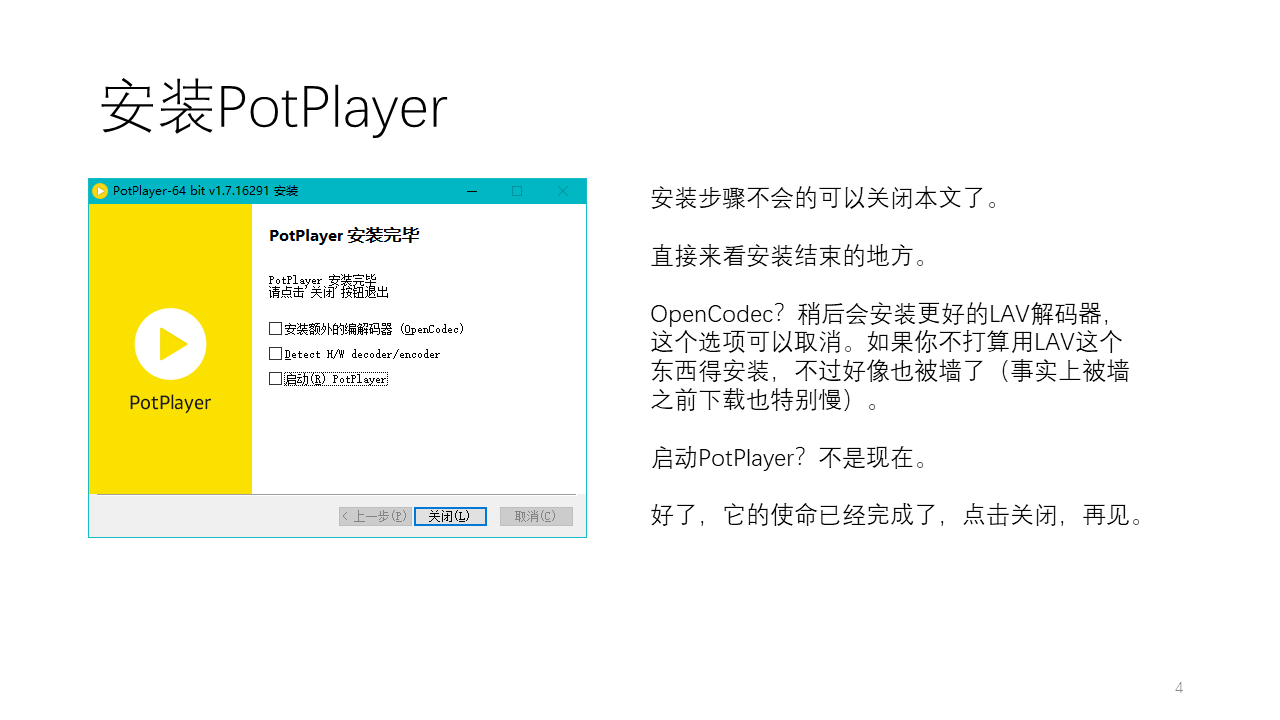 安装PotPlayer
PotPlayer-64 bit v1.7.16291 安装
PotPlayer 安装完毕
PotPlayer 安装完毕
请点击'关闭'按钮退出
安装额外的编解码器 (OpenCodec)
Detect H/W decoder/encoder
启动(R) PotPlayer
PotPlayer
< 上一步(P)
关闭(L)
取消(C)
安装步骤不会的可以关闭本文了。
直接来看安装结束的地方。
OpenCodec？稍后会安装更好的LAV解码器，
这个选项可以取消。如果你不打算用LAV这个
东西得安装，不过好像也被墙了（事实上被墙
之前下载也特别慢）。
启动PotPlayer？不是现在。
好了，它的使命已经完成了，点击关闭，再见。
4